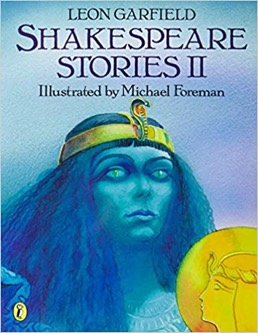 LEON GARFIELD
SHAKESPEARE
STORIES II
Illustrated by Michael Foreman